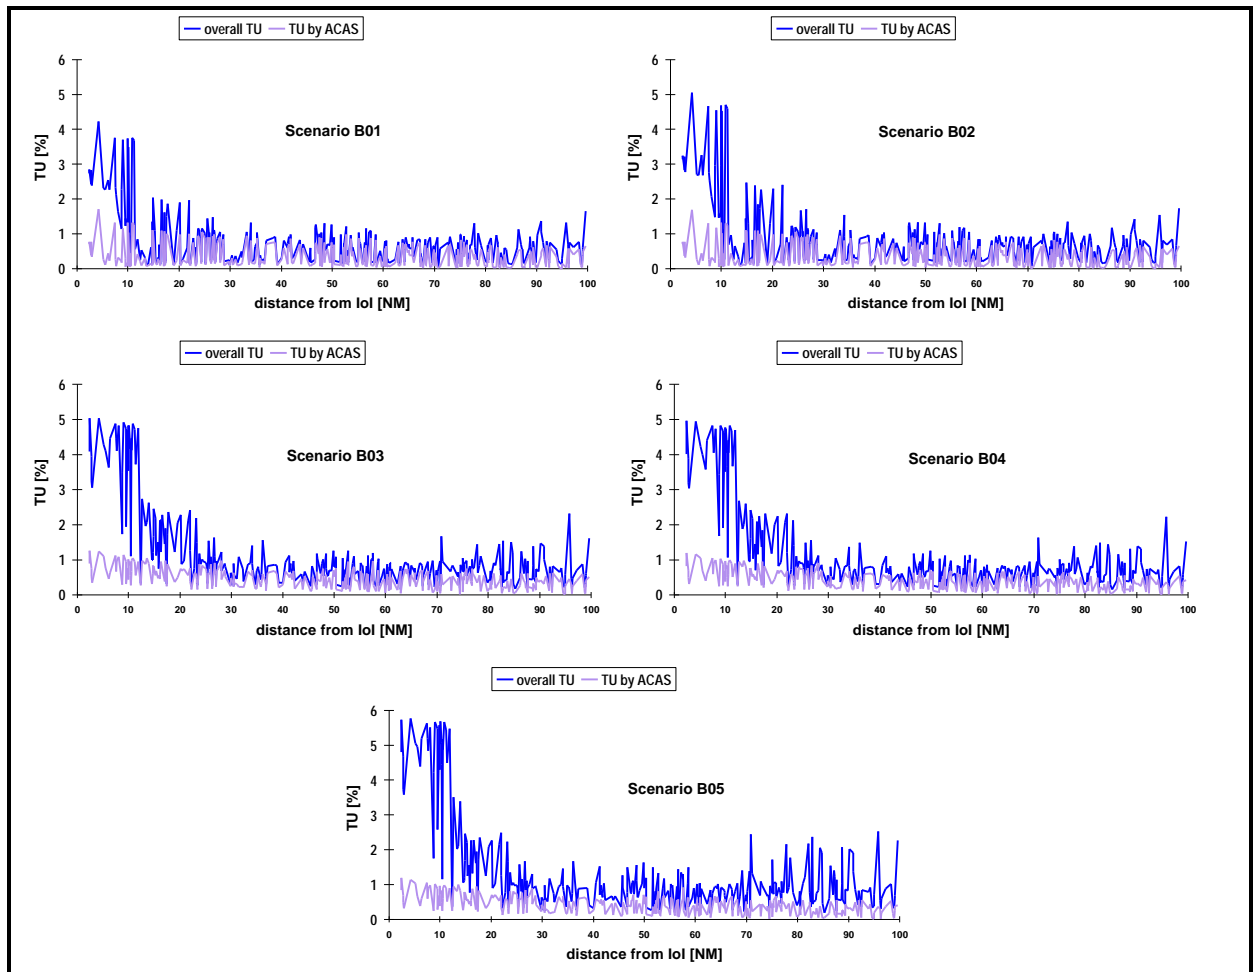 overall TU TU by ACAS
6
5
4
3
2
1
0
TU [%]
Scenario B01
0 10 20 30 40 50 60 70 80 90 100
distance from IoI [NM]
overall TU TU by ACAS
6
5
4
3
2
1
0
TU [%]
Scenario B02
0 10 20 30 40 50 60 70 80 90 100
distance from IoI [NM]
overall TU TU by ACAS
6
5
4
3
2
1
0
TU [%]
Scenario B03
0 10 20 30 40 50 60 70 80 90 100
distance from IoI [NM]
overall TU TU by ACAS
6
5
4
3
2
1
0
TU [%]
Scenario B04
0 10 20 30 40 50 60 70 80 90 100
distance from IoI [NM]
overall TU TU by ACAS
6
5
4
3
2
1
0
TU [%]
Scenario B05
0 10 20 30 40 50 60 70 80 90 100
distance from IoI [NM]